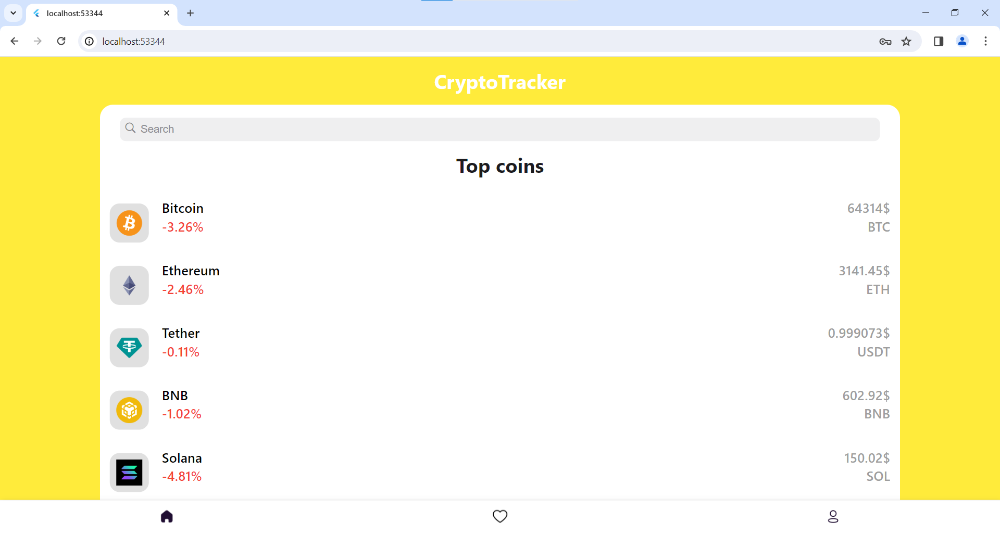 localhost:53344
localhost:53344
CryptoTracker
Search
Top coins
Bitcoin 64314$
-3.26% BTC
Ethereum 3141.45$
-2.46% ETH
Tether 0.999073$
-0.11% USDT
BNB 602.92$
-1.02% BNB
Solana 150.02$
-4.81% SOL